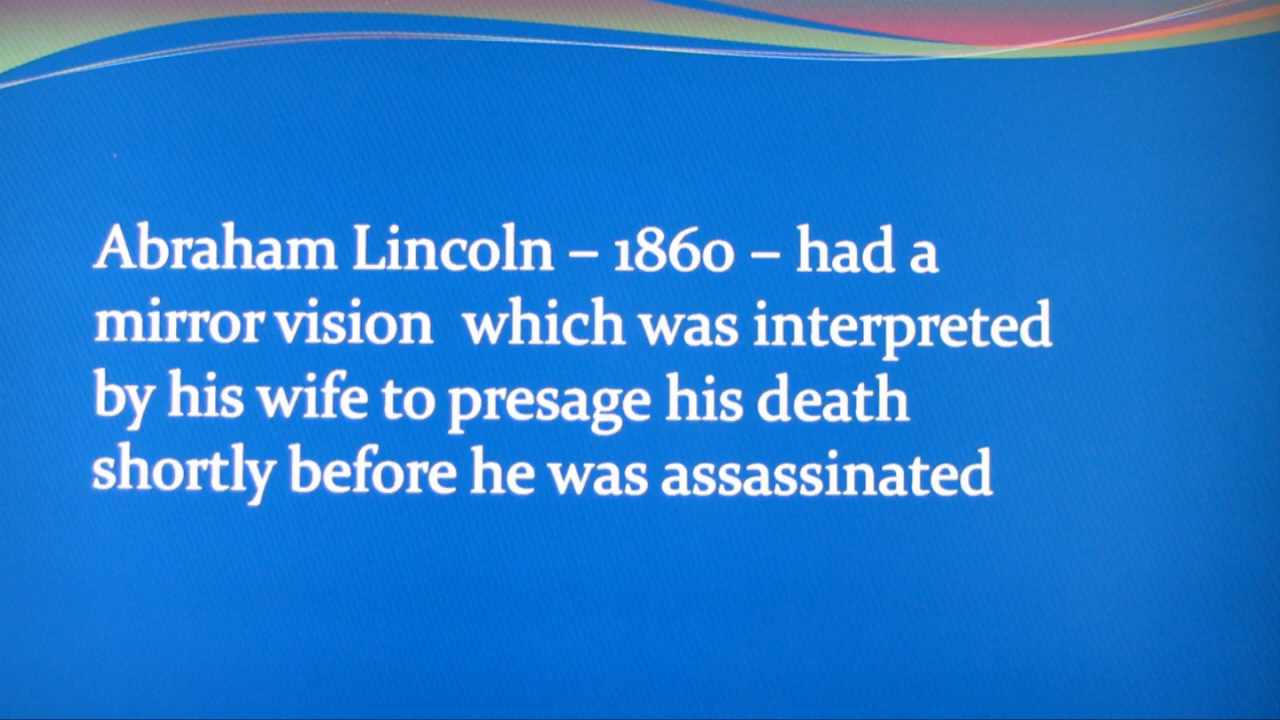 Abraham Lincoln – 1860 – had a
mirror vision which was interpreted
by his wife to presage his death
shortly before he was assassinated